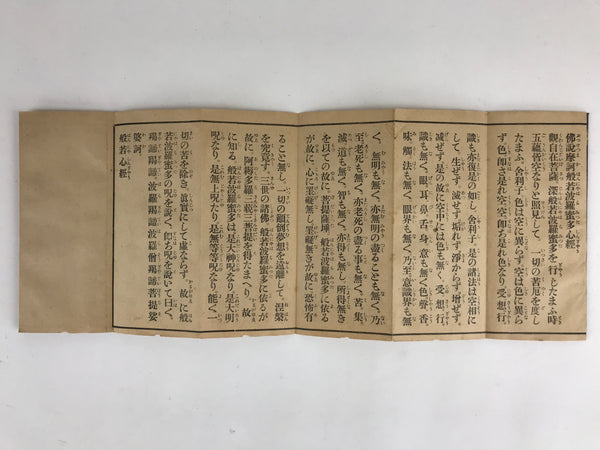 佛說摩訶般若波羅蜜多心經
觀自在菩薩、深般若波羅蜜多を行じたまふ時
五蘊皆空なりと照見して、一切の苦厄を度し
たまふ、舍利子、色は空に異らず空は色に異ら
ず色、卽ち是れ空、空卽ち是れ色なり、受、想、行
識も亦復是の如し、舍利子、是の諸法は空相に
して、生ぜず、滅せず垢れず淨からず增せず、
减ぜず是の故に空中には色も無く、受、想、行
識も無く、眼耳鼻舌身、意も無く色聲香
味、觸、法も無く、眼界も無く、乃至、意識界も無
く、無明も無く、亦無明の盡ることも無く、乃
至、老死も無く、亦老死の盡る事も無く、苦、集
滅、道も無く、智も無く、亦得も無し、所得無き
を以ての故に、菩提薩埵、般若波羅蜜多に依る
が故に、心に罣礙無し、罣礙無きが故に、恐怖有
ること無し、一切の顚倒夢想を遠離して、涅槃
を究竟す、三世の諸佛、般若波羅蜜多に依るが
故に、阿耨多羅三藐三菩提を得たまへり、故
に知る、般若波羅蜜多は是大神呪なり、是大明
呪なり、是無上呪たり、是無等等呪なり、能く一
切の苦を除き、眞實にして虛ならず、故に般
若波羅蜜多の呪を說く、卽ち呪を說いて曰く、
羯諦羯諦波羅羯諦波羅僧羯諦菩提娑
婆訶
般若心經